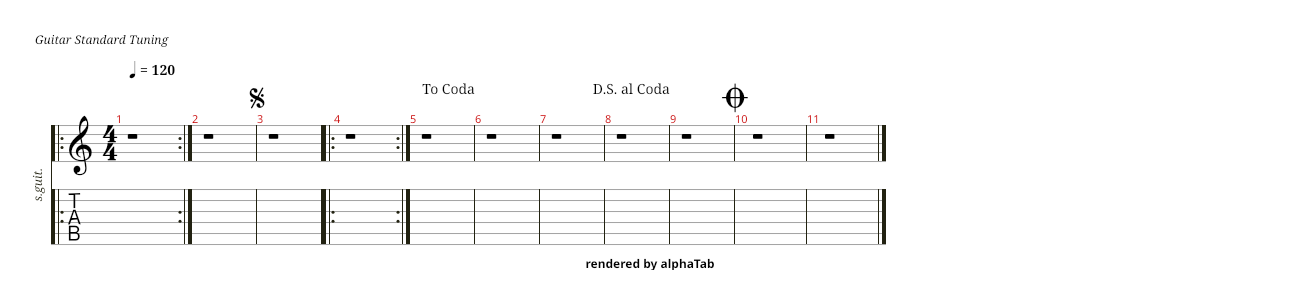 Guitar Standard Tuning
= 120
To Coda D.S. al Coda
1 2 3 4 5 6 7 8 9 10 11
4
4
s.guit.
T
A
B
rendered by alphaTab